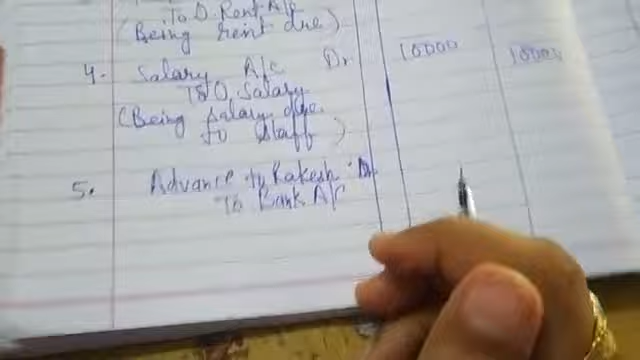 To O. Rent A/c
(Being rent due)
4. Salary A/c Dr 10000
To O. Salary 10000
(Being salary due
to staff)
5. Advance to Rakesh Dr
To Bank A/c